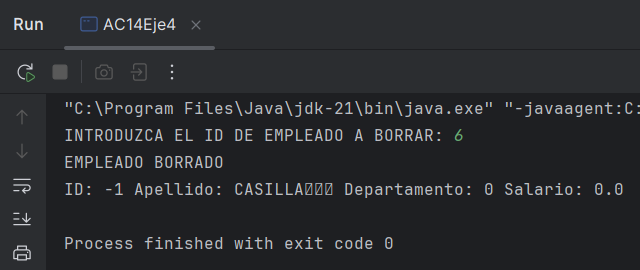 Run AC14Eje4
"C:\Program Files\Java\jdk-21\bin\java.exe" "-javaagent:C:
INTRODUZCA EL ID DE EMPLEADO A BORRAR: 6
EMPLEADO BORRADO
ID: -1 Apellido: CASILLA Departamento: 0 Salario: 0.0
Process finished with exit code 0